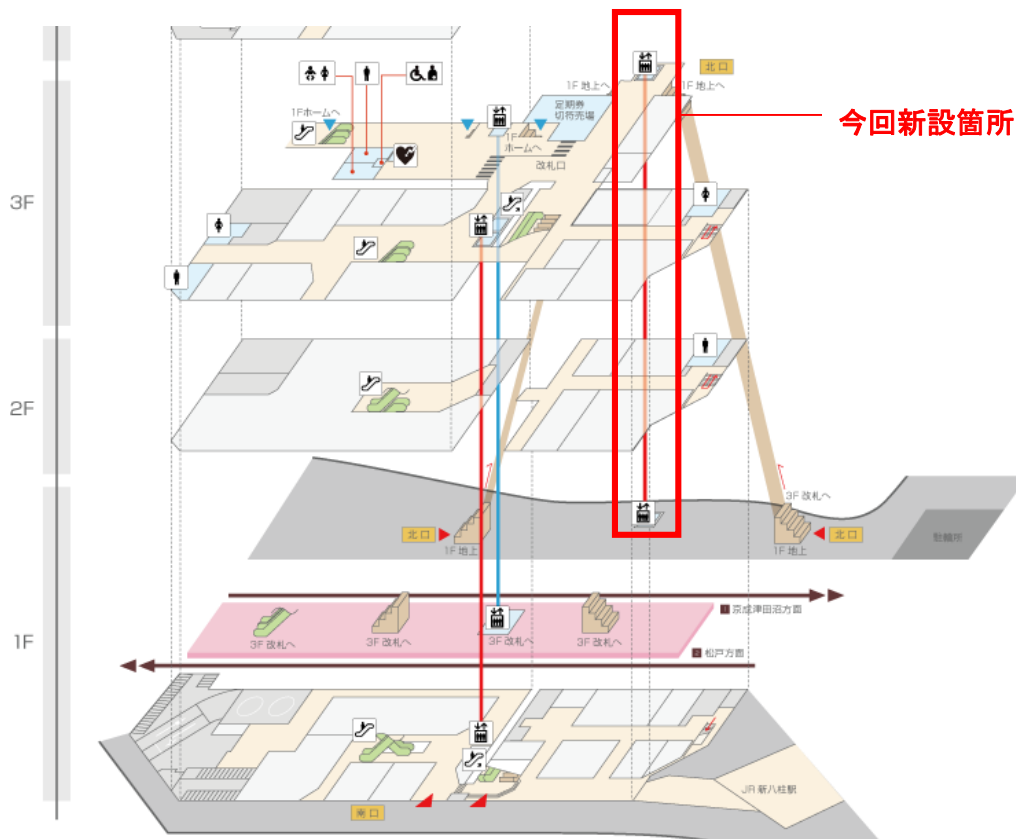 北口
1F 地上へ
1F 地上へ
定期券
切符売場
今回新設箇所
1Fホームへ
1F
ホームへ
改札口
3F
2F
3F 改札へ
北口
1F 地上
1F 地上
北口
駐輪所
1 京成津田沼方面
1F
3F 改札へ
3F 改札へ
3F 改札へ
3F 改札へ
2 松戸方面
JR 新八柱駅
南口